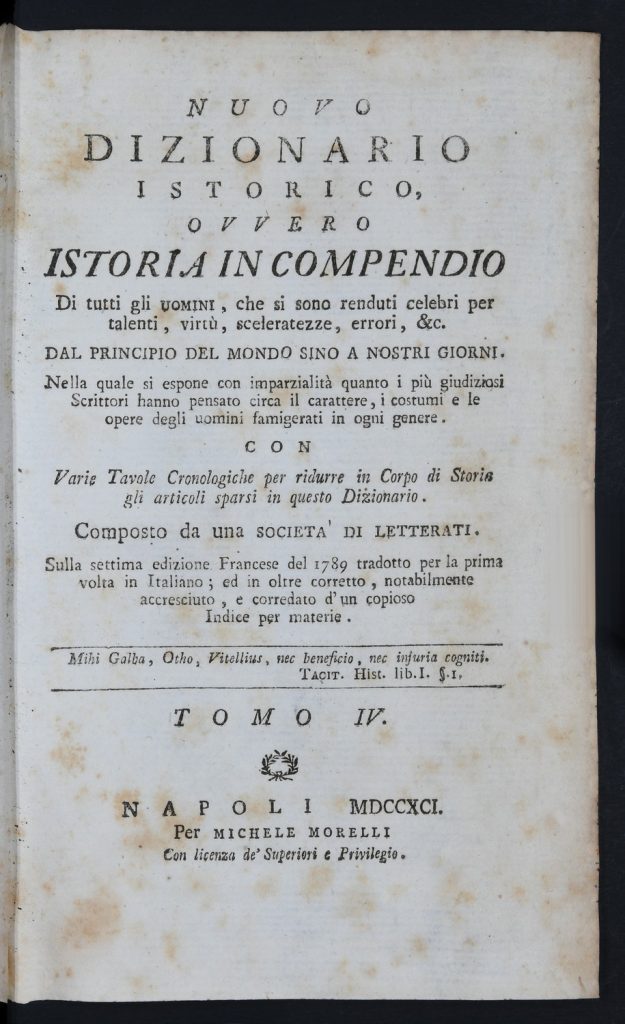 NUOVO
DIZIONARIO
ISTORICO,
OVVERO
ISTORIA IN COMPENDIO
Di tutti gli UOMINI, che si sono renduti celebri per
talenti, virtù, sceleratezze, errori, &c.
DAL PRINCIPIO DEL MONDO SINO A NOSTRI GIORNI.
Nella quale si espone con imparzialità quanto i più giudiziosi
Scrittori hanno pensato circa il carattere, i costumi e le
opere degli uomini famigerati in ogni genere.
CON
Varie Tavole Cronologiche per ridurre in Corpo di Storia
gli articoli sparsi in questo Dizionario.
Composto da una SOCIETA' DI LETTERATI.
Sulla settima edizione Francese del 1789 tradotto per la prima
volta in Italiano; ed in oltre corretto, notabilmente
accresciuto, e corredato d'un copioso
Indice per materie.
Mihi Galba, Otho, Vitellius, nec beneficio, nec injuria cogniti.
TACIT. Hist. lib.I. §.1.
TOMO IV.
NAPOLI MDCCXCI.
Per MICHELE MORELLI
Con licenza de' Superiori e Privilegio.